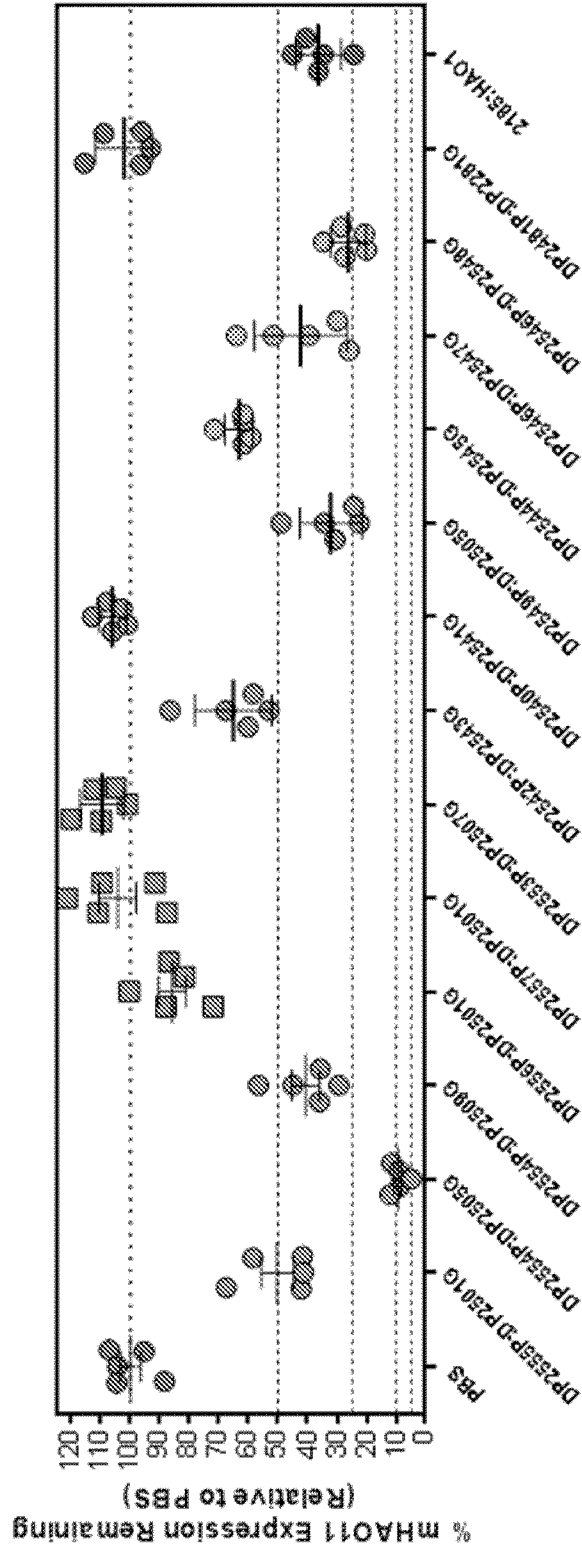 % mHAO11 Expression Remaining
(Relative to PBS)
120
110
100
90
80
70
60
50
40
30
20
10
0
PBS
DP2555P:DP2501G
DP2554P:DP2505G
DP2554P:DP2509G
DP2556P:DP2501G
DP2557P:DP2501G
DP2553P:DP2507G
DP2542P:DP2543G
DP2540P:DP2541G
DP2549P:DP2505G
DP2544P:DP2545G
DP2546P:DP2547G
DP2546P:DP2548G
DP2481P:DP2281G
2185:HAO1